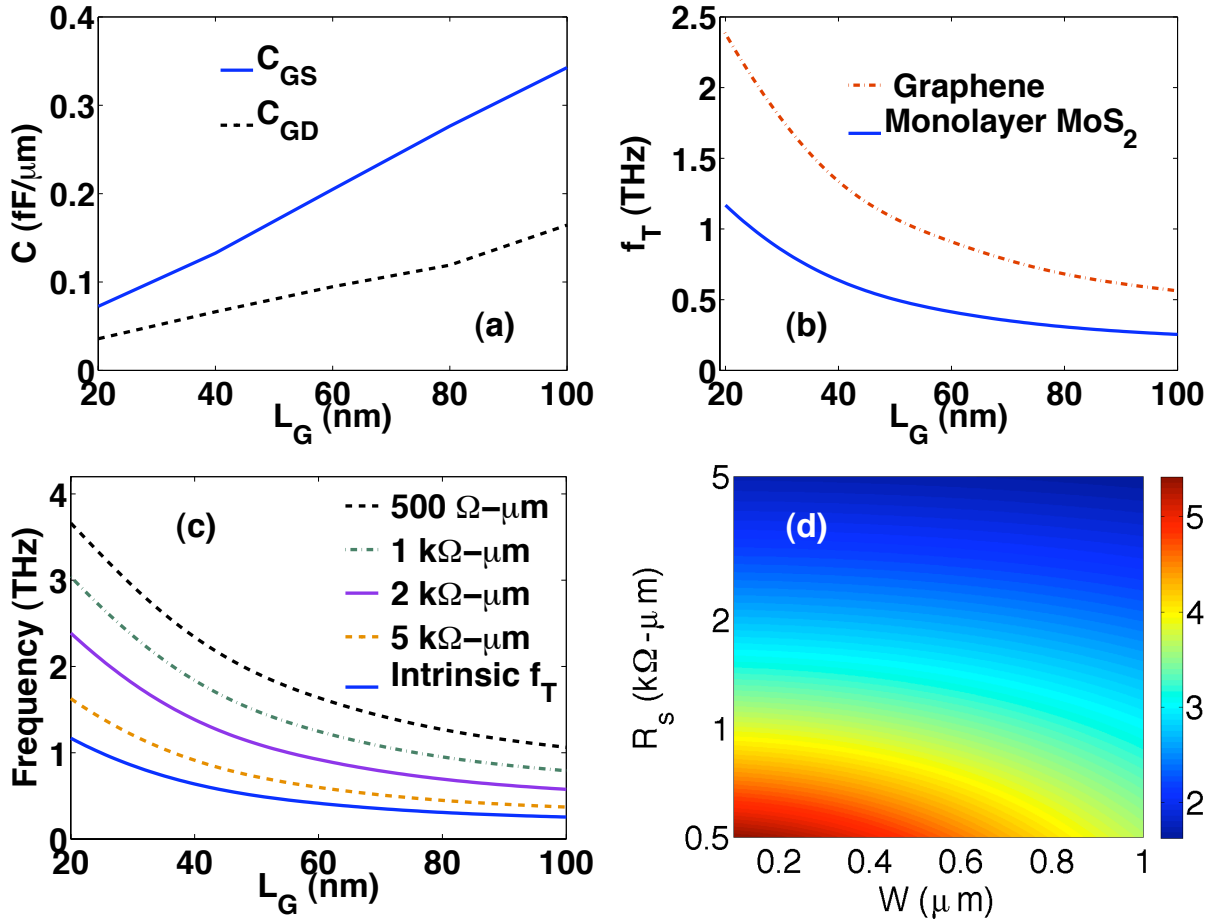 0.4
0.3
0.2
0.1
0
C (fF/μm)
C_GS
C_GD
(a)
20 40 60 80 100
L_G (nm)
2.5
2
1.5
1
0.5
0
f_T (THz)
Graphene
Monolayer MoS₂
(b)
20 40 60 80 100
L_G (nm)
4
3
2
1
0
Frequency (THz)
(c)
500 Ω–μm
1 kΩ–μm
2 kΩ–μm
5 kΩ–μm
Intrinsic f_T
20 40 60 80 100
L_G (nm)
5
2
1
0.5
R_s (kΩ-μm)
(d)
0.2 0.4 0.6 0.8 1
W (μm)
5
4
3
2